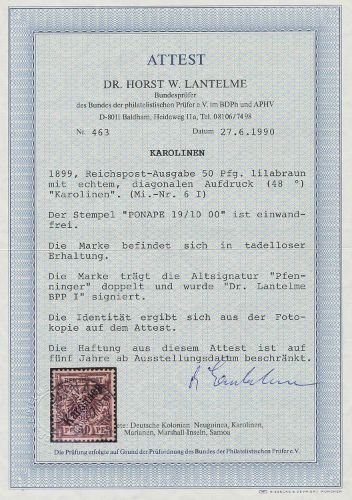 ATTEST
DR. HORST W. LANTELME
Bundesprüfer
des Bundes der philatelistischen Prüfer e.V. im BDPh und APHV
D-8011 Baldham, Heideweg 11a, Tel. 08106/7498
Nr. 463 Datum 27.6.1990
KAROLINEN
1899, Reichspost-Ausgabe 50 Pfg. lilabraun
mit echtem, diagonalen Aufdruck (48 °)
"Karolinen". (Mi.-Nr. 6 I)
Der Stempel "PONAPE 19/10 00" ist einwand-
frei.
Die Marke befindet sich in tadelloser
Erhaltung.
Die Marke trägt die Altsignatur "Pfen-
ninger" doppelt und wurde "Dr. Lantelme
BPP I" signiert.
Die Identität ergibt sich aus der Foto-
kopie auf dem Attest.
Die Haftung aus diesem Attest ist auf
fünf Jahre ab Ausstellungsdatum beschränkt.
Karolinen
50
PF
ete: Deutsche Kolonien Neuguinea, Karolinen,
Marianen, Marshall-Inseln, Samoa
Die Prüfung erfolgte auf Grund der Prüfordnung des Bundes der Philatelistischen Prüfer e.V.